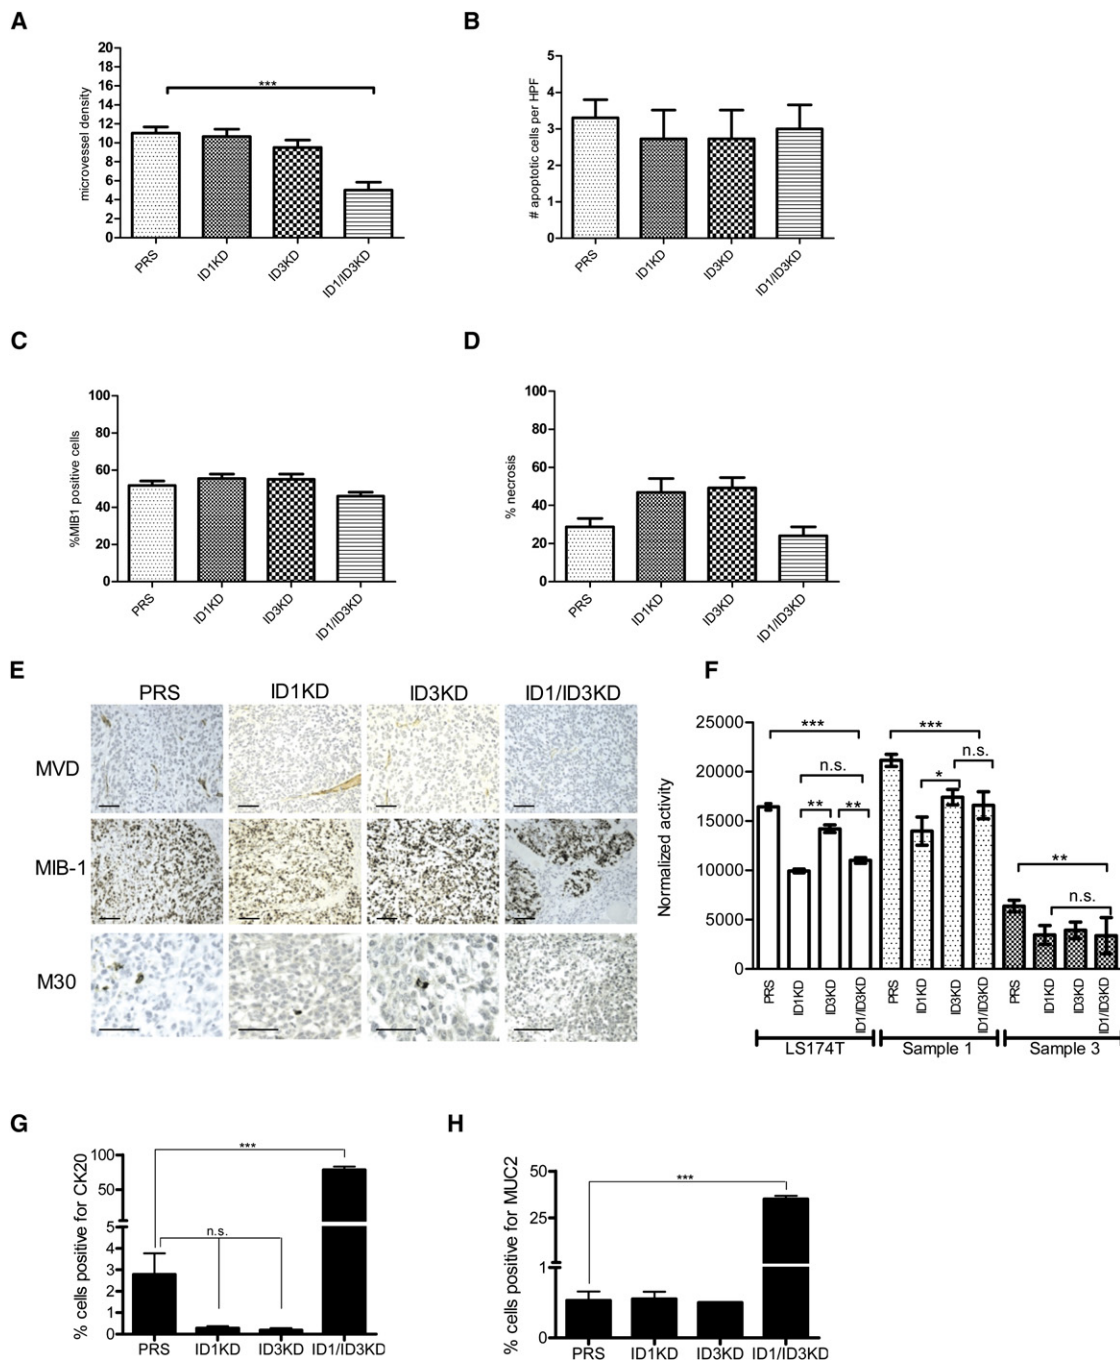 A
microvessel density
20
18
16
14
12
10
8
6
4
2
0
***
PRS
ID1KD
ID3KD
ID1/ID3KD
B
# apoptotic cells per HPF
5
4
3
2
1
0
PRS
ID1KD
ID3KD
ID1/ID3KD
C
%MIB1 positive cells
100
80
60
40
20
0
PRS
ID1KD
ID3KD
ID1/ID3KD
D
% necrosis
100
80
60
40
20
0
PRS
ID1KD
ID3KD
ID1/ID3KD
E
PRS ID1KD ID3KD ID1/ID3KD
MVD
MIB-1
M30
F
Normalized activity
25000
20000
15000
10000
5000
0
***
n.s.
** **
***
n.s.
*
**
n.s.
PRS
ID1KD
ID3KD
ID1/ID3KD
PRS
ID1KD
ID3KD
ID1/ID3KD
PRS
ID1KD
ID3KD
ID1/ID3KD
LS174T Sample 1 Sample 3
G
% cells positive for CK20
100
50
5
4
3
2
1
0
***
n.s.
PRS ID1KD ID3KD ID1/ID3KD
H
% cells positive for MUC2
50
25
1
0
***
PRS ID1KD ID3KD ID1/ID3KD